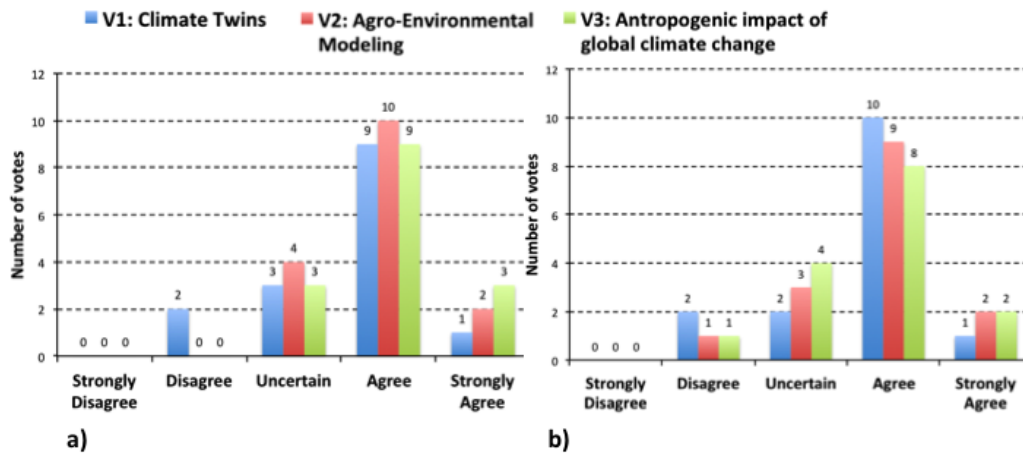 V1: Climate Twins
V2: Agro-Environmental
Modeling
V3: Antropogenic impact of
global climate change
Number of votes
12
10
8
6
4
2
0
0 0 0
2 0 0
3 4 3
9 10 9
1 2 3
Strongly
Disagree
Disagree
Uncertain
Agree
Strongly
Agree
a)
Number of votes
12
10
8
6
4
2
0
0 0 0
2 1 1
2 3 4
10 9 8
1 2 2
Strongly
Disagree
Disagree
Uncertain
Agree
Strongly
Agree
b)